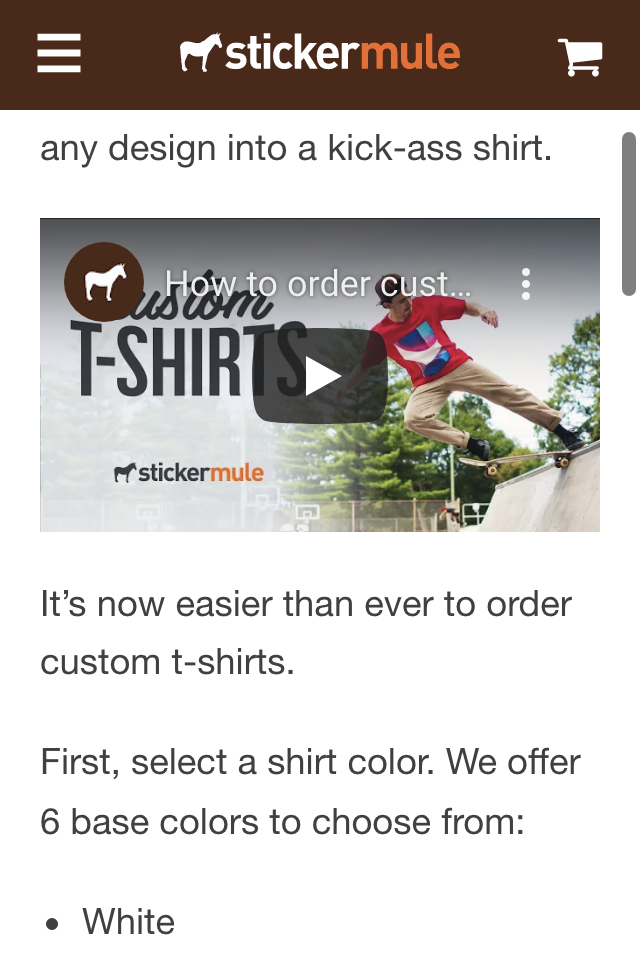 stickermule
any design into a kick-ass shirt.
How to order cust...
Custom
T-SHIRTS
stickermule
It’s now easier than ever to order
custom t-shirts.
First, select a shirt color. We offer
6 base colors to choose from:
• White